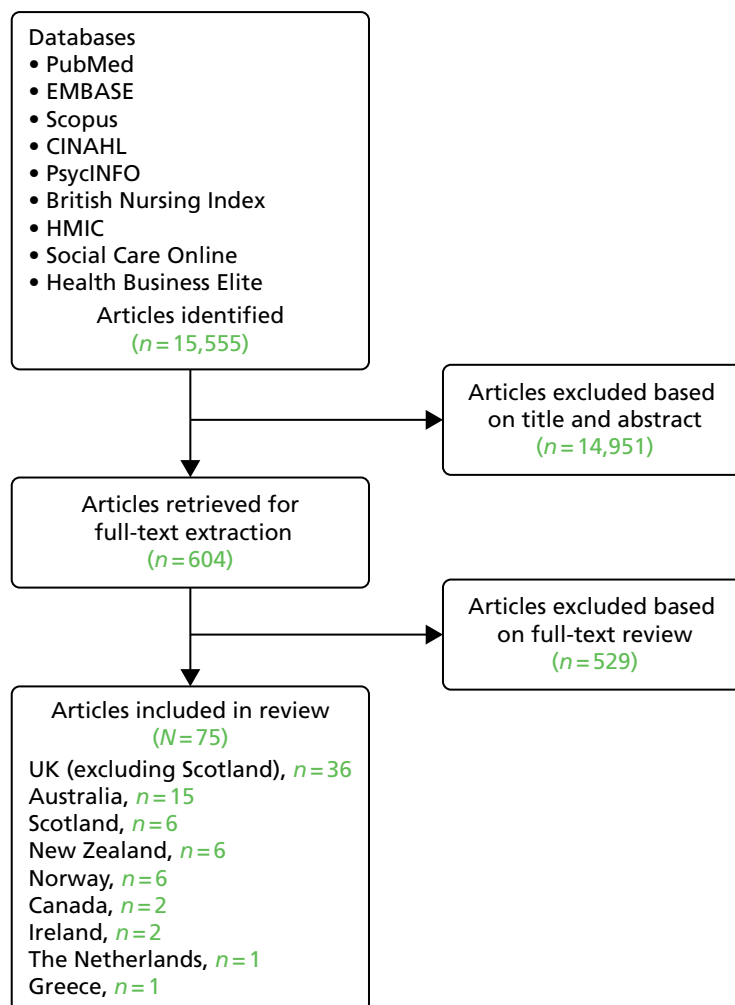 Databases
• PubMed
• EMBASE
• Scopus
• CINAHL
• PsycINFO
• British Nursing Index
• HMIC
• Social Care Online
• Health Business Elite
Articles identified
(n = 15,555)
Articles excluded based
on title and abstract
(n = 14,951)
Articles retrieved for
full-text extraction
(n = 604)
Articles excluded based
on full-text review
(n = 529)
Articles included in review
(N = 75)
UK (excluding Scotland), n = 36
Australia, n = 15
Scotland, n = 6
New Zealand, n = 6
Norway, n = 6
Canada, n = 2
Ireland, n = 2
The Netherlands, n = 1
Greece, n = 1